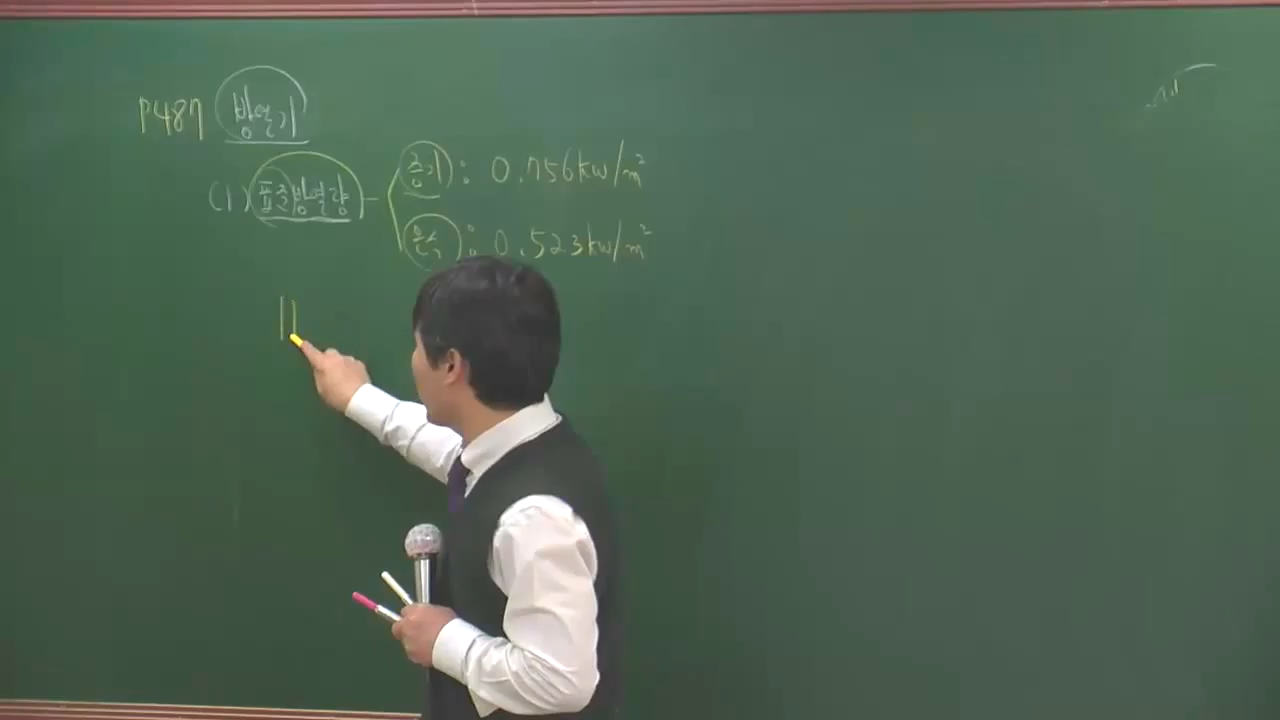 P487 방열기
(1) 표준방열량 - 증기 : 0.756kw/m²
온수 : 0.523kw/m²